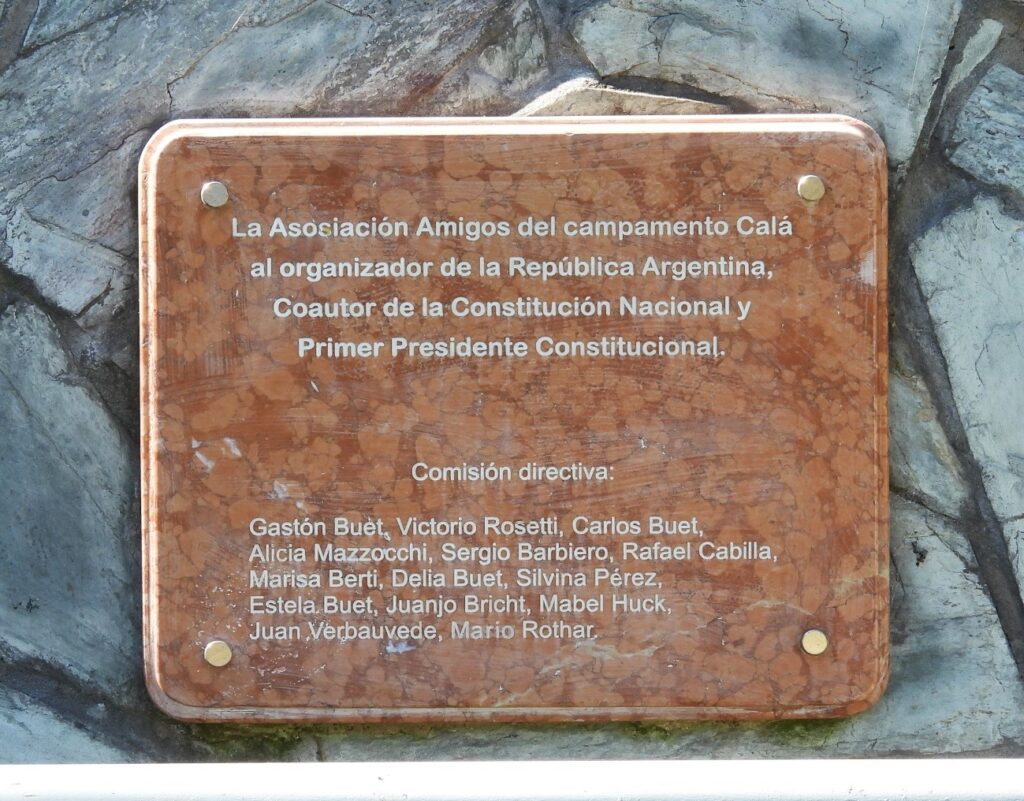 La Asosiación Amigos del campamento Calá
al organizador de la República Argentina,
Coautor de la Constitución Nacional y
Primer Presidente Constitucional.
Comisión directiva:
Gastón Buet, Victorio Rosetti, Carlos Buet,
Alicia Mazzocchi, Sergio Barbiero, Rafael Cabilla,
Marisa Berti, Delia Buet, Silvina Pérez,
Estela Buet, Juanjo Bricht, Mabel Huck,
Juan Verbauvede, Mario Rothar.